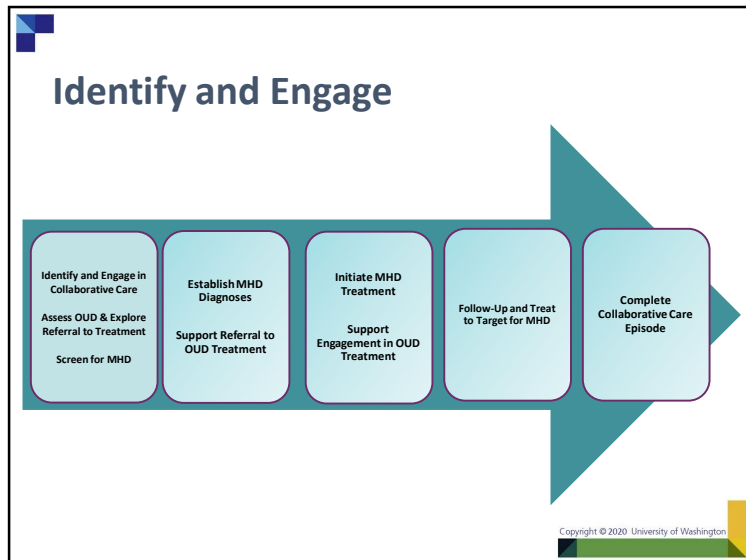 Identify and Engage
Identify and Engage in
Collaborative Care
Assess OUD & Explore
Referral to Treatment
Screen for MHD
Establish MHD
Diagnoses
Support Referral to
OUD Treatment
Initiate MHD
Treatment
Support
Engagement in OUD
Treatment
Follow-Up and Treat
to Target for MHD
Complete
Collaborative Care
Episode
Copyright © 2020 University of Washington